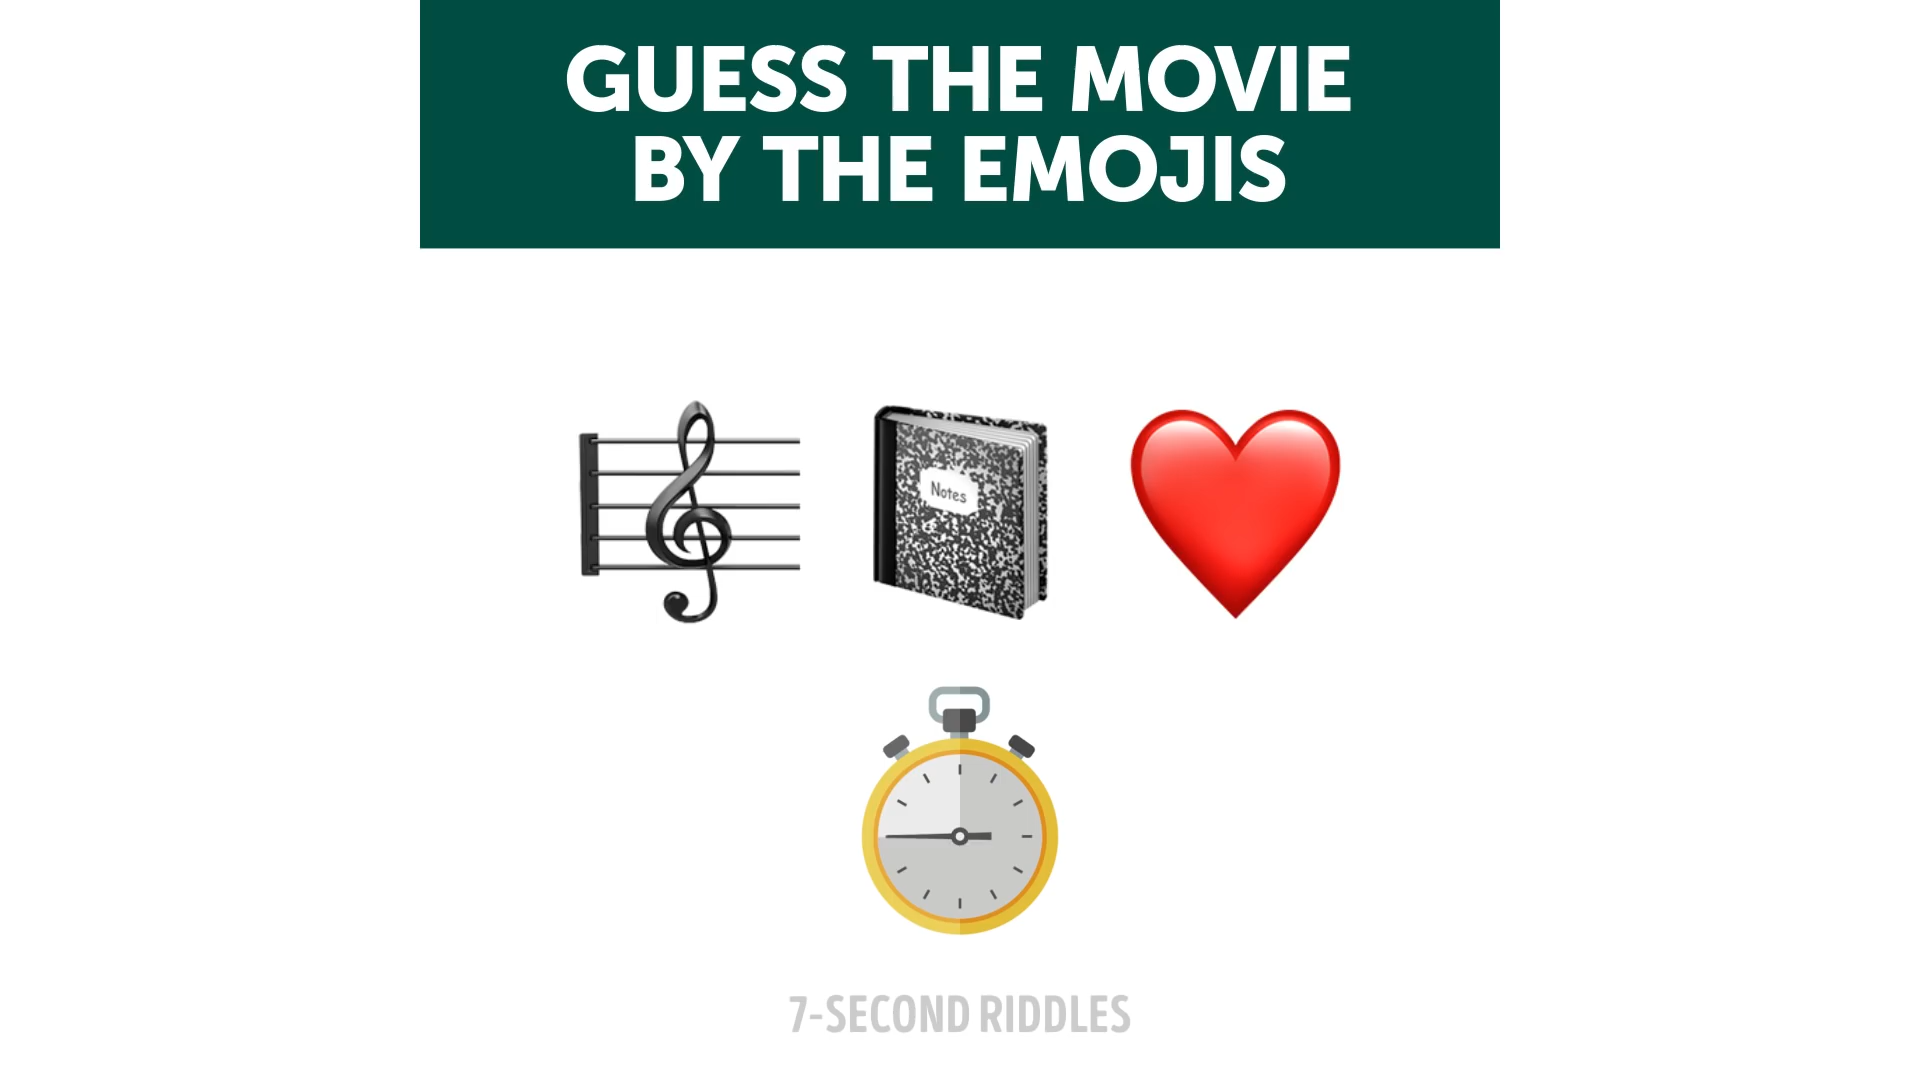 GUESS THE MOVIE
BY THE EMOJIS
Notes
7-SECOND RIDDLES